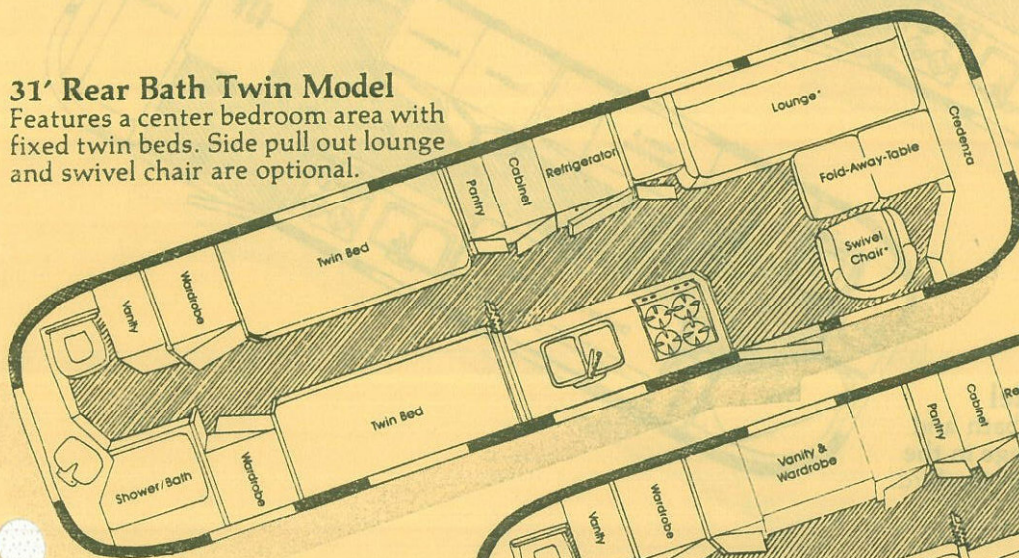 31' Rear Bath Twin Model
Features a center bedroom area with
fixed twin beds. Side pull out lounge
and swivel chair are optional.
Lounge*
Credenza
Fold-Away-Table
Swivel
Chair*
Refrigerator
Cabinet
Pantry
Twin Bed
Wardrobe
Vanity
Twin Bed
Wardrobe
Shower/Bath
Vanity
Wardrobe
Vanity &
Wardrobe
Pantry
Cabinet